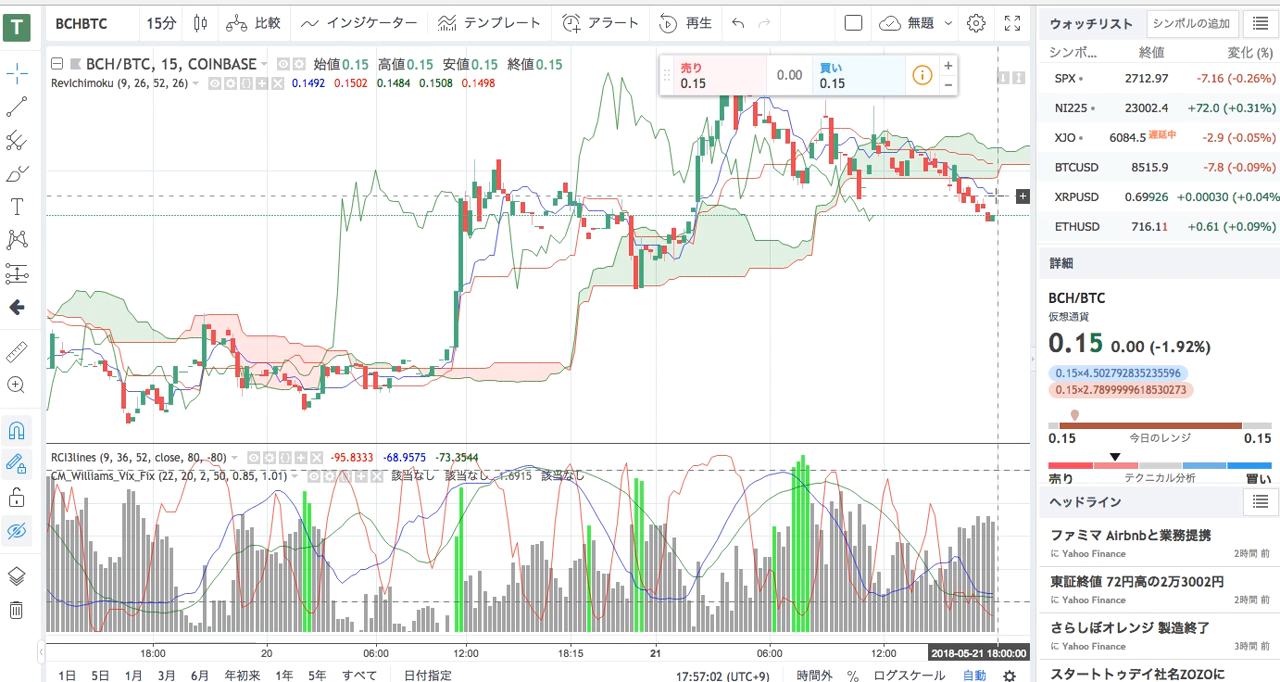 T BCHBTC 15分 比較 インジケーター テンプレート アラート 再生 無題
BCH/BTC, 15, COINBASE 始値0.15 高値0.15 安値0.15 終値0.15
RevIchimoku (9, 26, 52, 26) 0.1492 0.1502 0.1484 0.1508 0.1498
売り 0.15 0.00 買い 0.15
RCI3lines (9, 36, 52, close, 80, -80) -95.8333 -68.9575 -73.3544
CM_Williams_Vix_Fix (22, 20, 2, 50, 0.85, 1.01) 該当なし 該当なし 1.6915 該当なし
18:00 20 06:00 12:00 18:15 21 06:00 12:00 2018-05-21 18:00:00
1日 5日 1月 3月 6月 年初来 1年 5年 すべて 日付指定 17:57:02 (UTC+9) 時間外 % ログスケール 自動
ウォッチリスト シンボルの追加
シンボ... 終値 変化 (%)
SPX 2712.97 -7.16 (-0.26%)
NI225 23002.4 +72.0 (+0.31%)
XJO 6084.5 遅延中 -2.9 (-0.05%)
BTCUSD 8515.9 -7.8 (-0.09%)
XRPUSD 0.69926 +0.00030 (+0.04%
ETHUSD 716.11 +0.61 (+0.09%)
詳細
BCH/BTC
仮想通貨
0.15 0.00 (-1.92%)
0.15×4.502792835235596
0.15×2.7899999618530273
0.15 今日のレンジ 0.15
売り テクニカル分析 買い
ヘッドライン
ファミマ Airbnbと業務提携
に Yahoo Finance 2時間 前
東証終値 72円高の2万3002円
に Yahoo Finance 2時間 前
さらしぼオレンジ 製造終了
に Yahoo Finance 3時間 前
スタートトゥデイ社名ZOZOに